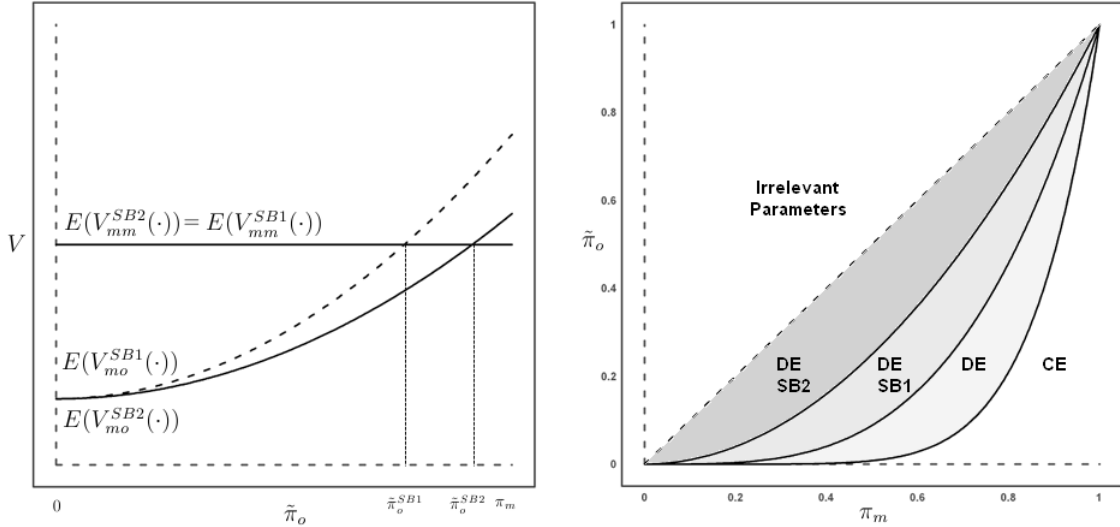 E(V_{mm}^{SB2}(·)) = E(V_{mm}^{SB1}(·))
V
E(V_{mo}^{SB1}(·))
E(V_{mo}^{SB2}(·))
0
π̃_o
π̃_o^{SB1}
π̃_o^{SB2}
π_m
1
0.8
0.6
0.4
0.2
0
π̃_o
Irrelevant
Parameters
DE
SB2
DE
SB1
DE
CE
0
0.2
0.4
0.6
0.8
1
π_m